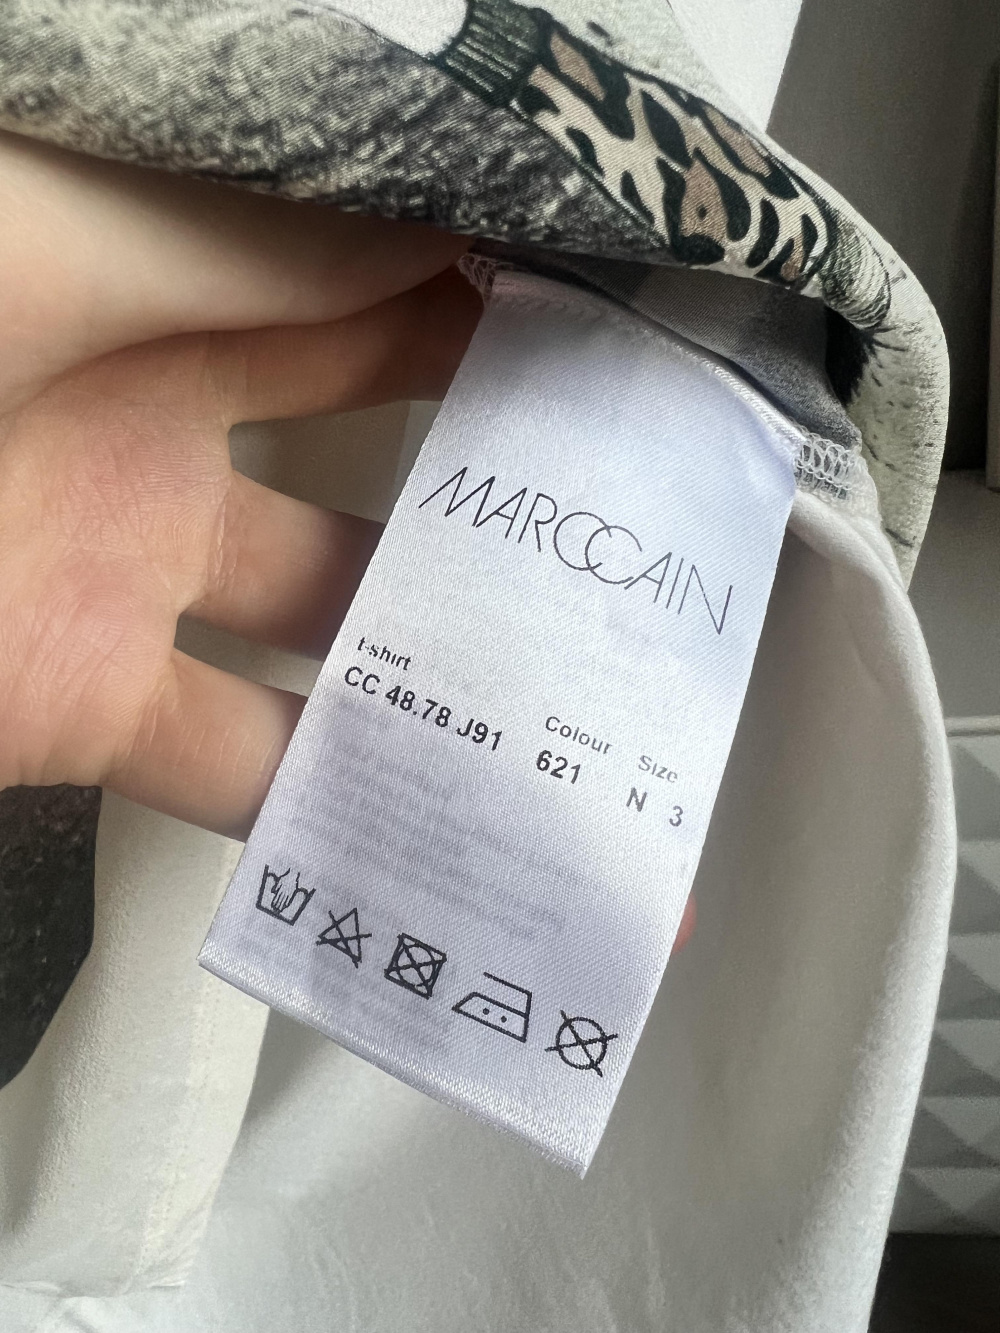 MARCCAIN
t-shirt Colour Size
CC 48.78 J91 621 N 3